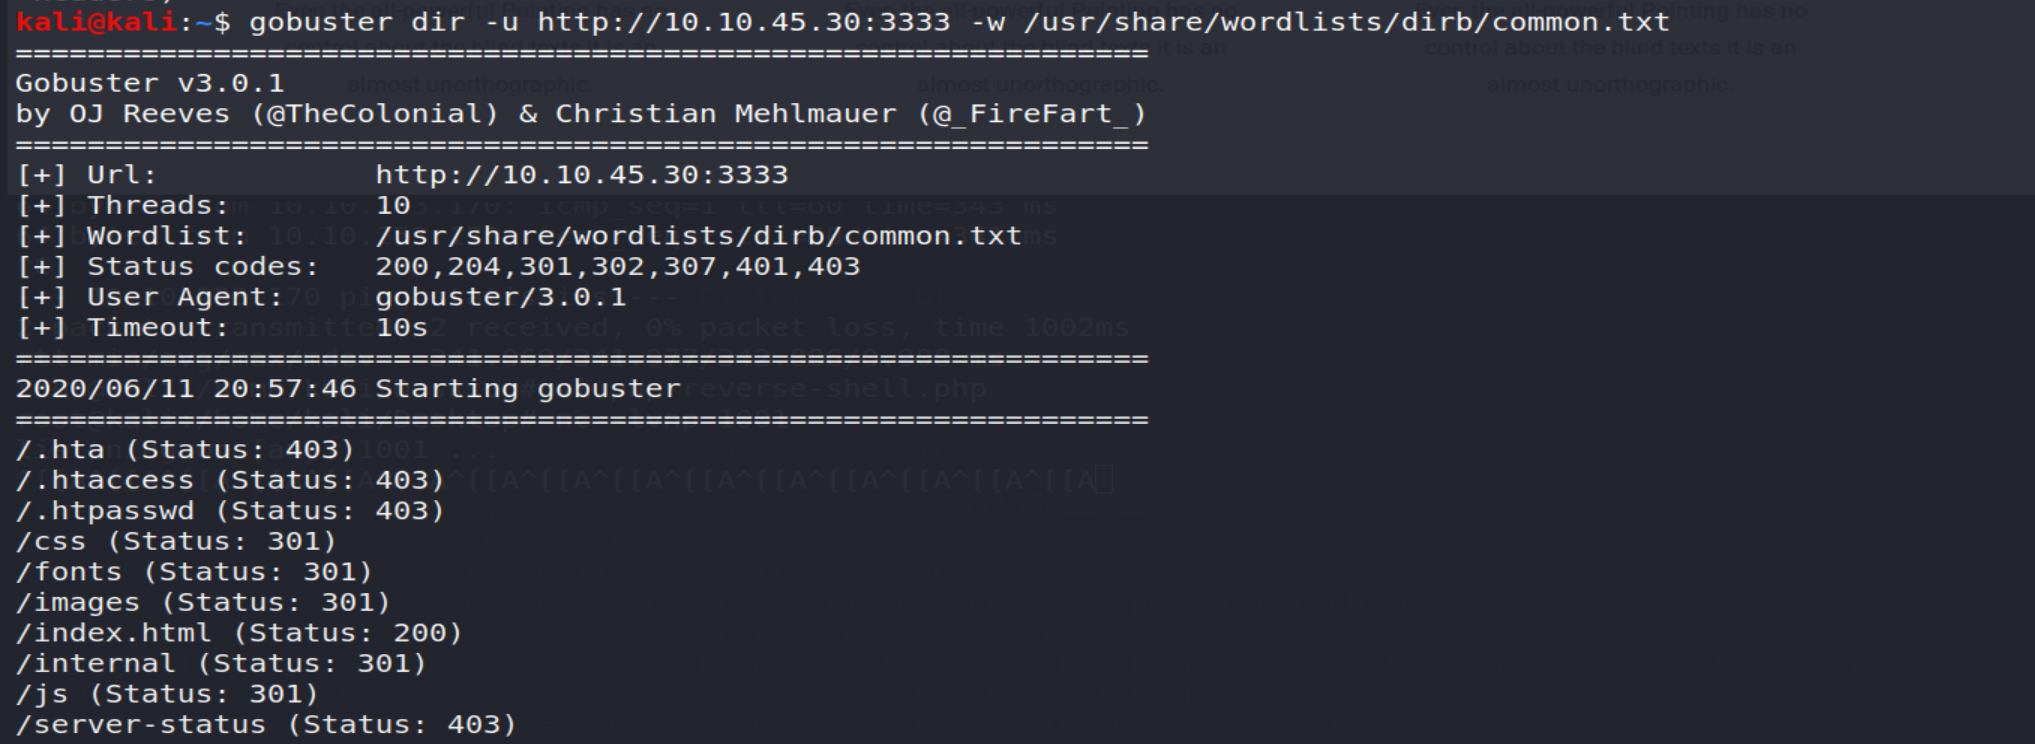 kali@kali:~$ gobuster dir -u http://10.10.45.30:3333 -w /usr/share/wordlists/dirb/common.txt
===============================================================
Gobuster v3.0.1
by OJ Reeves (@TheColonial) & Christian Mehlmauer (@_FireFart_)
===============================================================
[+] Url:            http://10.10.45.30:3333
[+] Threads:        10
[+] Wordlist:       /usr/share/wordlists/dirb/common.txt
[+] Status codes:   200,204,301,302,307,401,403
[+] User Agent:     gobuster/3.0.1
[+] Timeout:        10s
===============================================================
2020/06/11 20:57:46 Starting gobuster
===============================================================
/.hta (Status: 403)
/.htaccess (Status: 403)
/.htpasswd (Status: 403)
/css (Status: 301)
/fonts (Status: 301)
/images (Status: 301)
/index.html (Status: 200)
/internal (Status: 301)
/js (Status: 301)
/server-status (Status: 403)